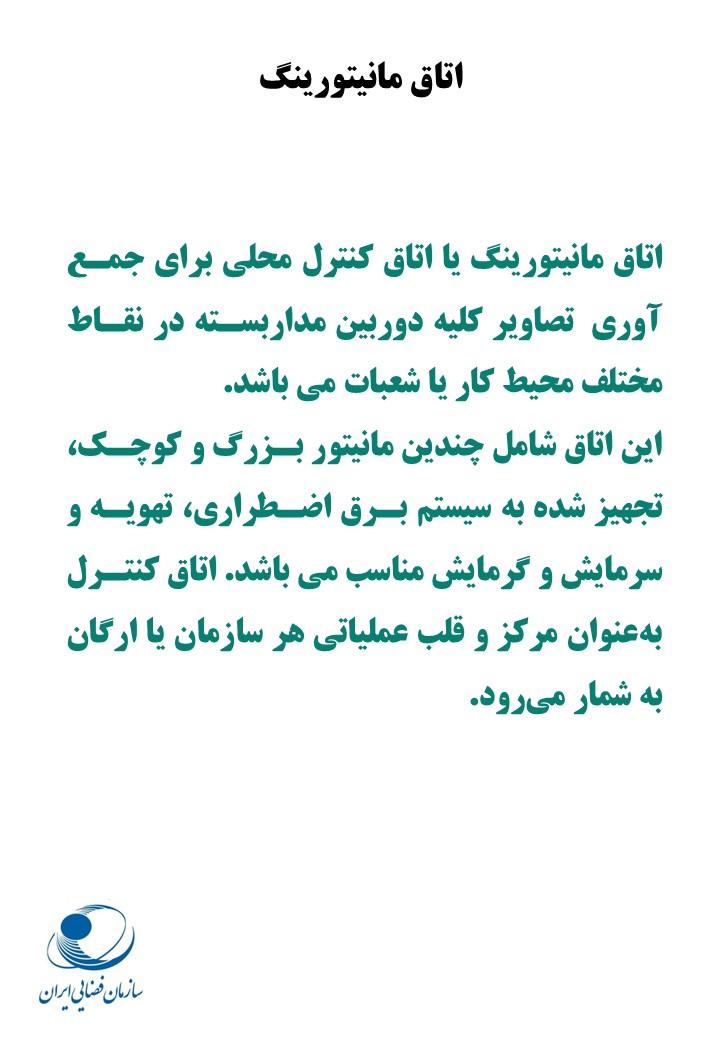 اتاق مانیتورینگ
اتاق مانیتورینگ یا اتاق کنترل محلی برای جمع
آوری تصاویر کلیه دوربین مداربسته در نقاط
مختلف محیط کار یا شعبات می باشد.
این اتاق شامل چندین مانیتور بزرگ و کوچک،
تجهیز شده به سیستم برق اضطراری، تهویه و
سرمایش و گرمایش مناسب می باشد. اتاق کنترل
به‌عنوان مرکز و قلب عملیاتی هر سازمان یا ارگان
به شمار می‌رود.
سازمان فضایی ایران